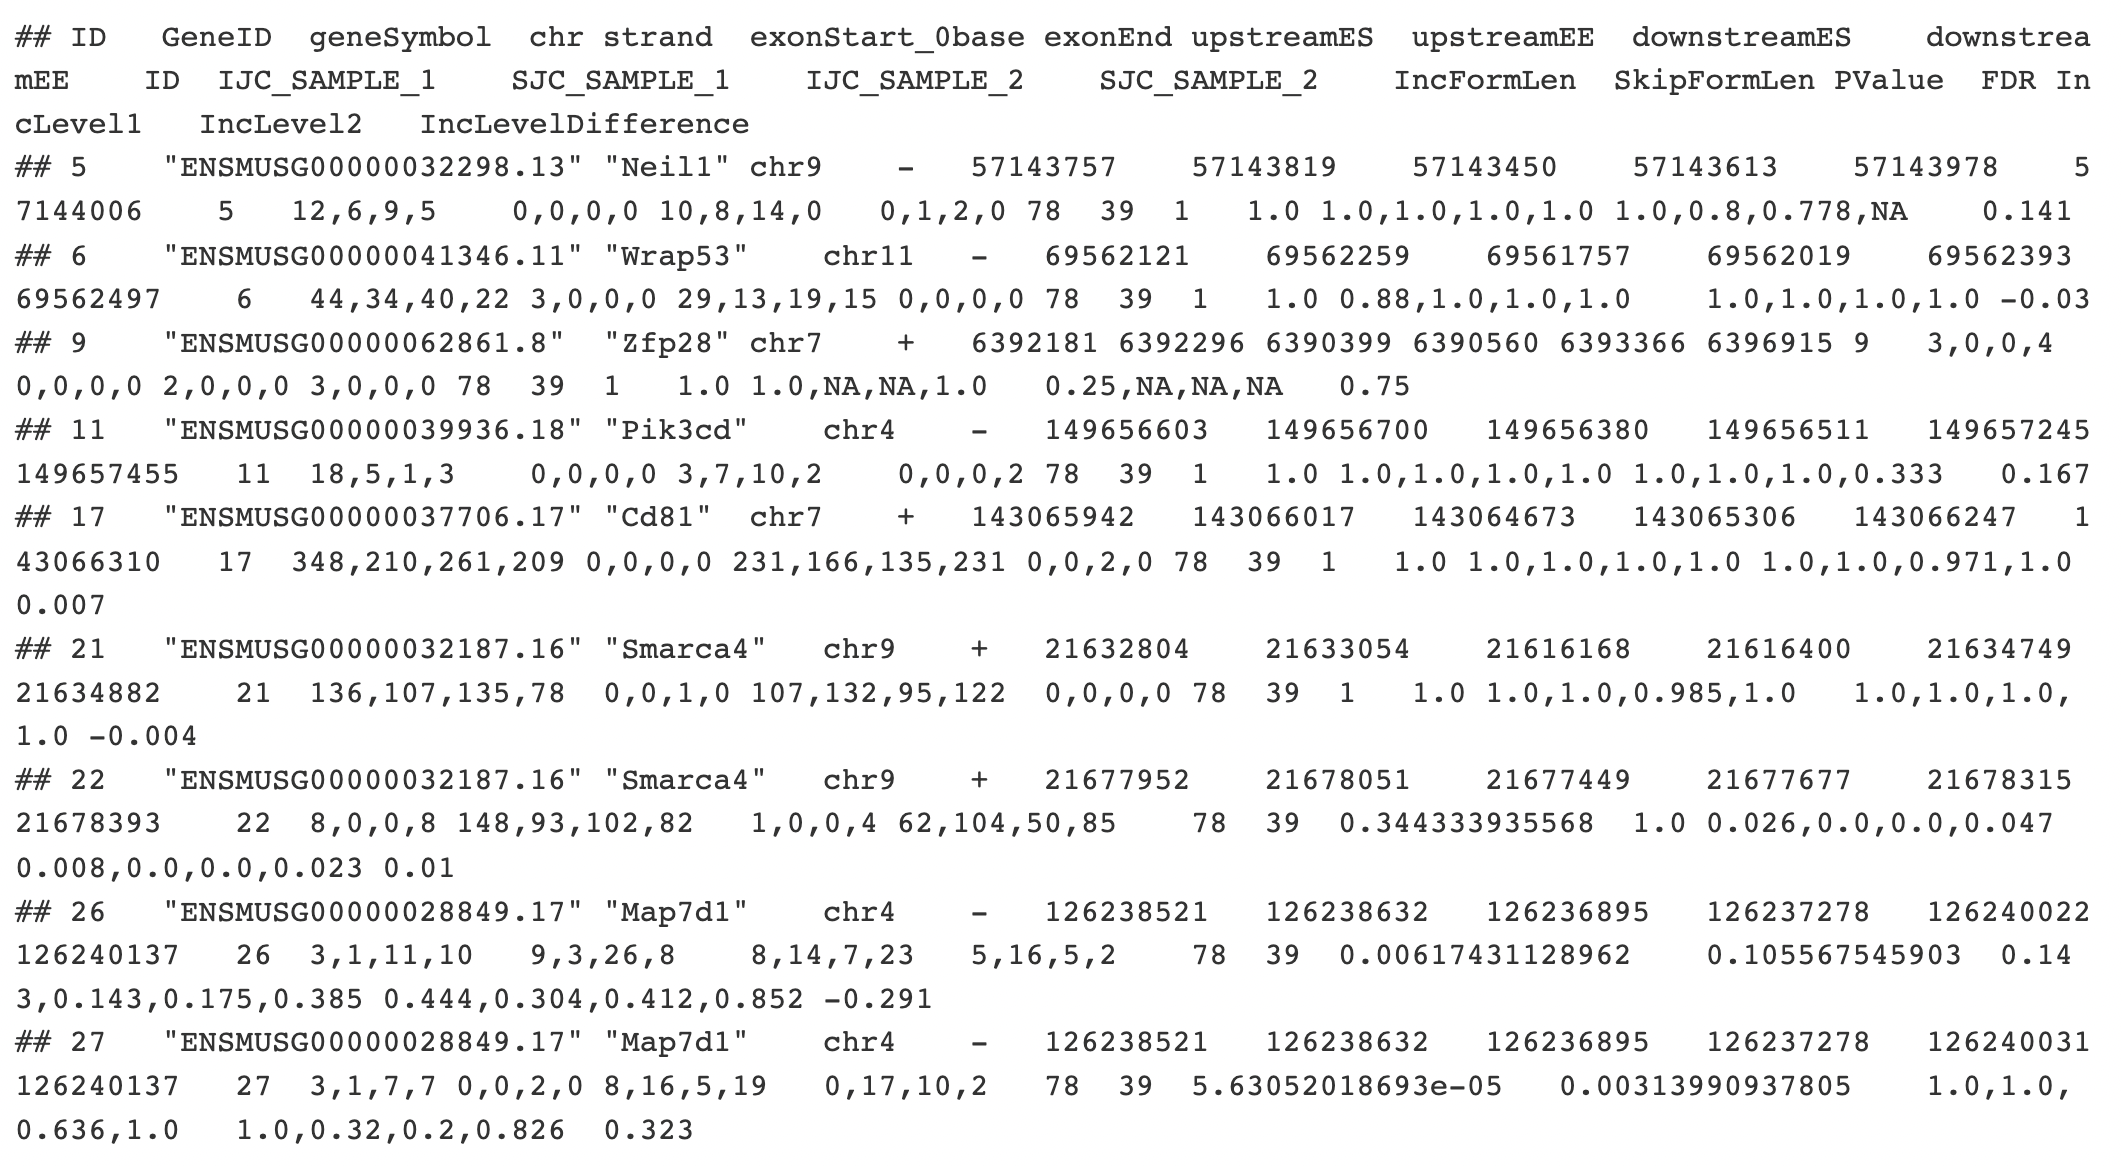 ## ID   GeneID  geneSymbol  chr strand  exonStart_0base exonEnd upstreamES  upstreamEE  downstreamES    downstrea
mEE    ID  IJC_SAMPLE_1    SJC_SAMPLE_1    IJC_SAMPLE_2    SJC_SAMPLE_2    IncFormLen  SkipFormLen PValue  FDR In
cLevel1   IncLevel2   IncLevelDifference
## 5    "ENSMUSG00000032298.13" "Neil1" chr9    -   57143757    57143819    57143450    57143613    57143978    5
7144006    5   12,6,9,5    0,0,0,0 10,8,14,0   0,1,2,0 78  39  1   1.0 1.0,1.0,1.0,1.0 1.0,0.8,0.778,NA    0.141
## 6    "ENSMUSG00000041346.11" "Wrap53"    chr11   -   69562121    69562259    69561757    69562019    69562393
69562497    6   44,34,40,22 3,0,0,0 29,13,19,15 0,0,0,0 78  39  1   1.0 0.88,1.0,1.0,1.0    1.0,1.0,1.0,1.0 -0.03
## 9    "ENSMUSG00000062861.8"  "Zfp28" chr7    +   6392181 6392296 6390399 6390560 6393366 6396915 9   3,0,0,4
0,0,0,0 2,0,0,0 3,0,0,0 78  39  1   1.0 1.0,NA,NA,1.0   0.25,NA,NA,NA   0.75
## 11   "ENSMUSG00000039936.18" "Pik3cd"    chr4    -   149656603   149656700   149656380   149656511   149657245
149657455   11  18,5,1,3    0,0,0,0 3,7,10,2    0,0,0,2 78  39  1   1.0 1.0,1.0,1.0,1.0 1.0,1.0,1.0,0.333   0.167
## 17   "ENSMUSG00000037706.17" "Cd81"  chr7    +   143065942   143066017   143064673   143065306   143066247   1
43066310   17  348,210,261,209 0,0,0,0 231,166,135,231 0,0,2,0 78  39  1   1.0 1.0,1.0,1.0,1.0 1.0,1.0,0.971,1.0
0.007
## 21   "ENSMUSG00000032187.16" "Smarca4"   chr9    +   21632804    21633054    21616168    21616400    21634749
21634882    21  136,107,135,78  0,0,1,0 107,132,95,122  0,0,0,0 78  39  1   1.0 1.0,1.0,0.985,1.0   1.0,1.0,1.0,
1.0 -0.004
## 22   "ENSMUSG00000032187.16" "Smarca4"   chr9    +   21677952    21678051    21677449    21677677    21678315
21678393    22  8,0,0,8 148,93,102,82   1,0,0,4 62,104,50,85    78  39  0.344333935568  1.0 0.026,0.0,0.0,0.047
0.008,0.0,0.0,0.023 0.01
## 26   "ENSMUSG00000028849.17" "Map7d1"    chr4    -   126238521   126238632   126236895   126237278   126240022
126240137   26  3,1,11,10   9,3,26,8    8,14,7,23   5,16,5,2    78  39  0.00617431128962    0.105567545903  0.14
3,0.143,0.175,0.385 0.444,0.304,0.412,0.852 -0.291
## 27   "ENSMUSG00000028849.17" "Map7d1"    chr4    -   126238521   126238632   126236895   126237278   126240031
126240137   27  3,1,7,7 0,0,2,0 8,16,5,19   0,17,10,2   78  39  5.63052018693e-05   0.00313990937805    1.0,1.0,
0.636,1.0   1.0,0.32,0.2,0.826  0.323